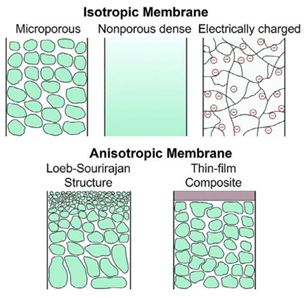 Isotropic Membrane
Microporous Nonporous dense Electrically charged
Anisotropic Membrane
Loeb-Sourirajan Structure
Thin-film Composite